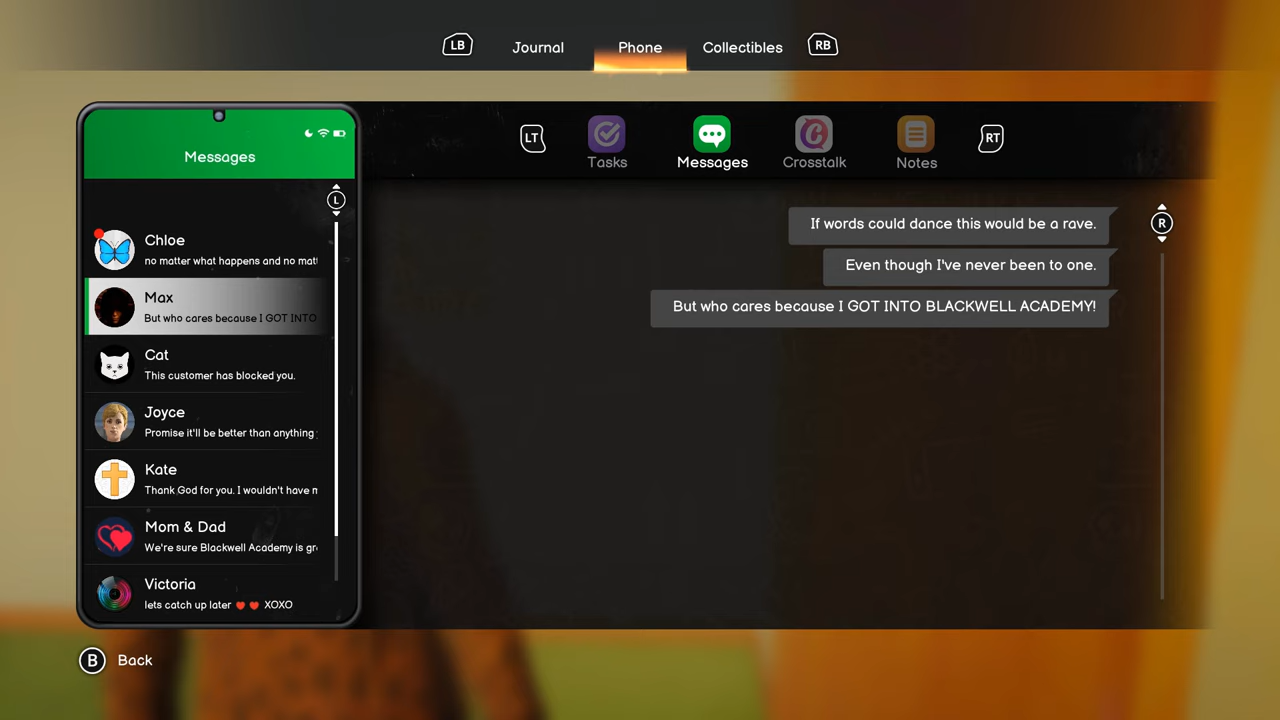 LB Journal Phone Collectibles RB
Messages
LT Tasks Messages Crosstalk Notes RT
L
Chloe
no matter what happens and no matt
Max
But who cares because I GOT INTO
Cat
This customer has blocked you.
Joyce
Promise it'll be better than anything
Kate
Thank God for you. I wouldn't have m
Mom & Dad
We're sure Blackwell Academy is gr
Victoria
lets catch up later ❤️ ❤️ XOXO
If words could dance this would be a rave.
Even though I've never been to one.
But who cares because I GOT INTO BLACKWELL ACADEMY!
R
B Back